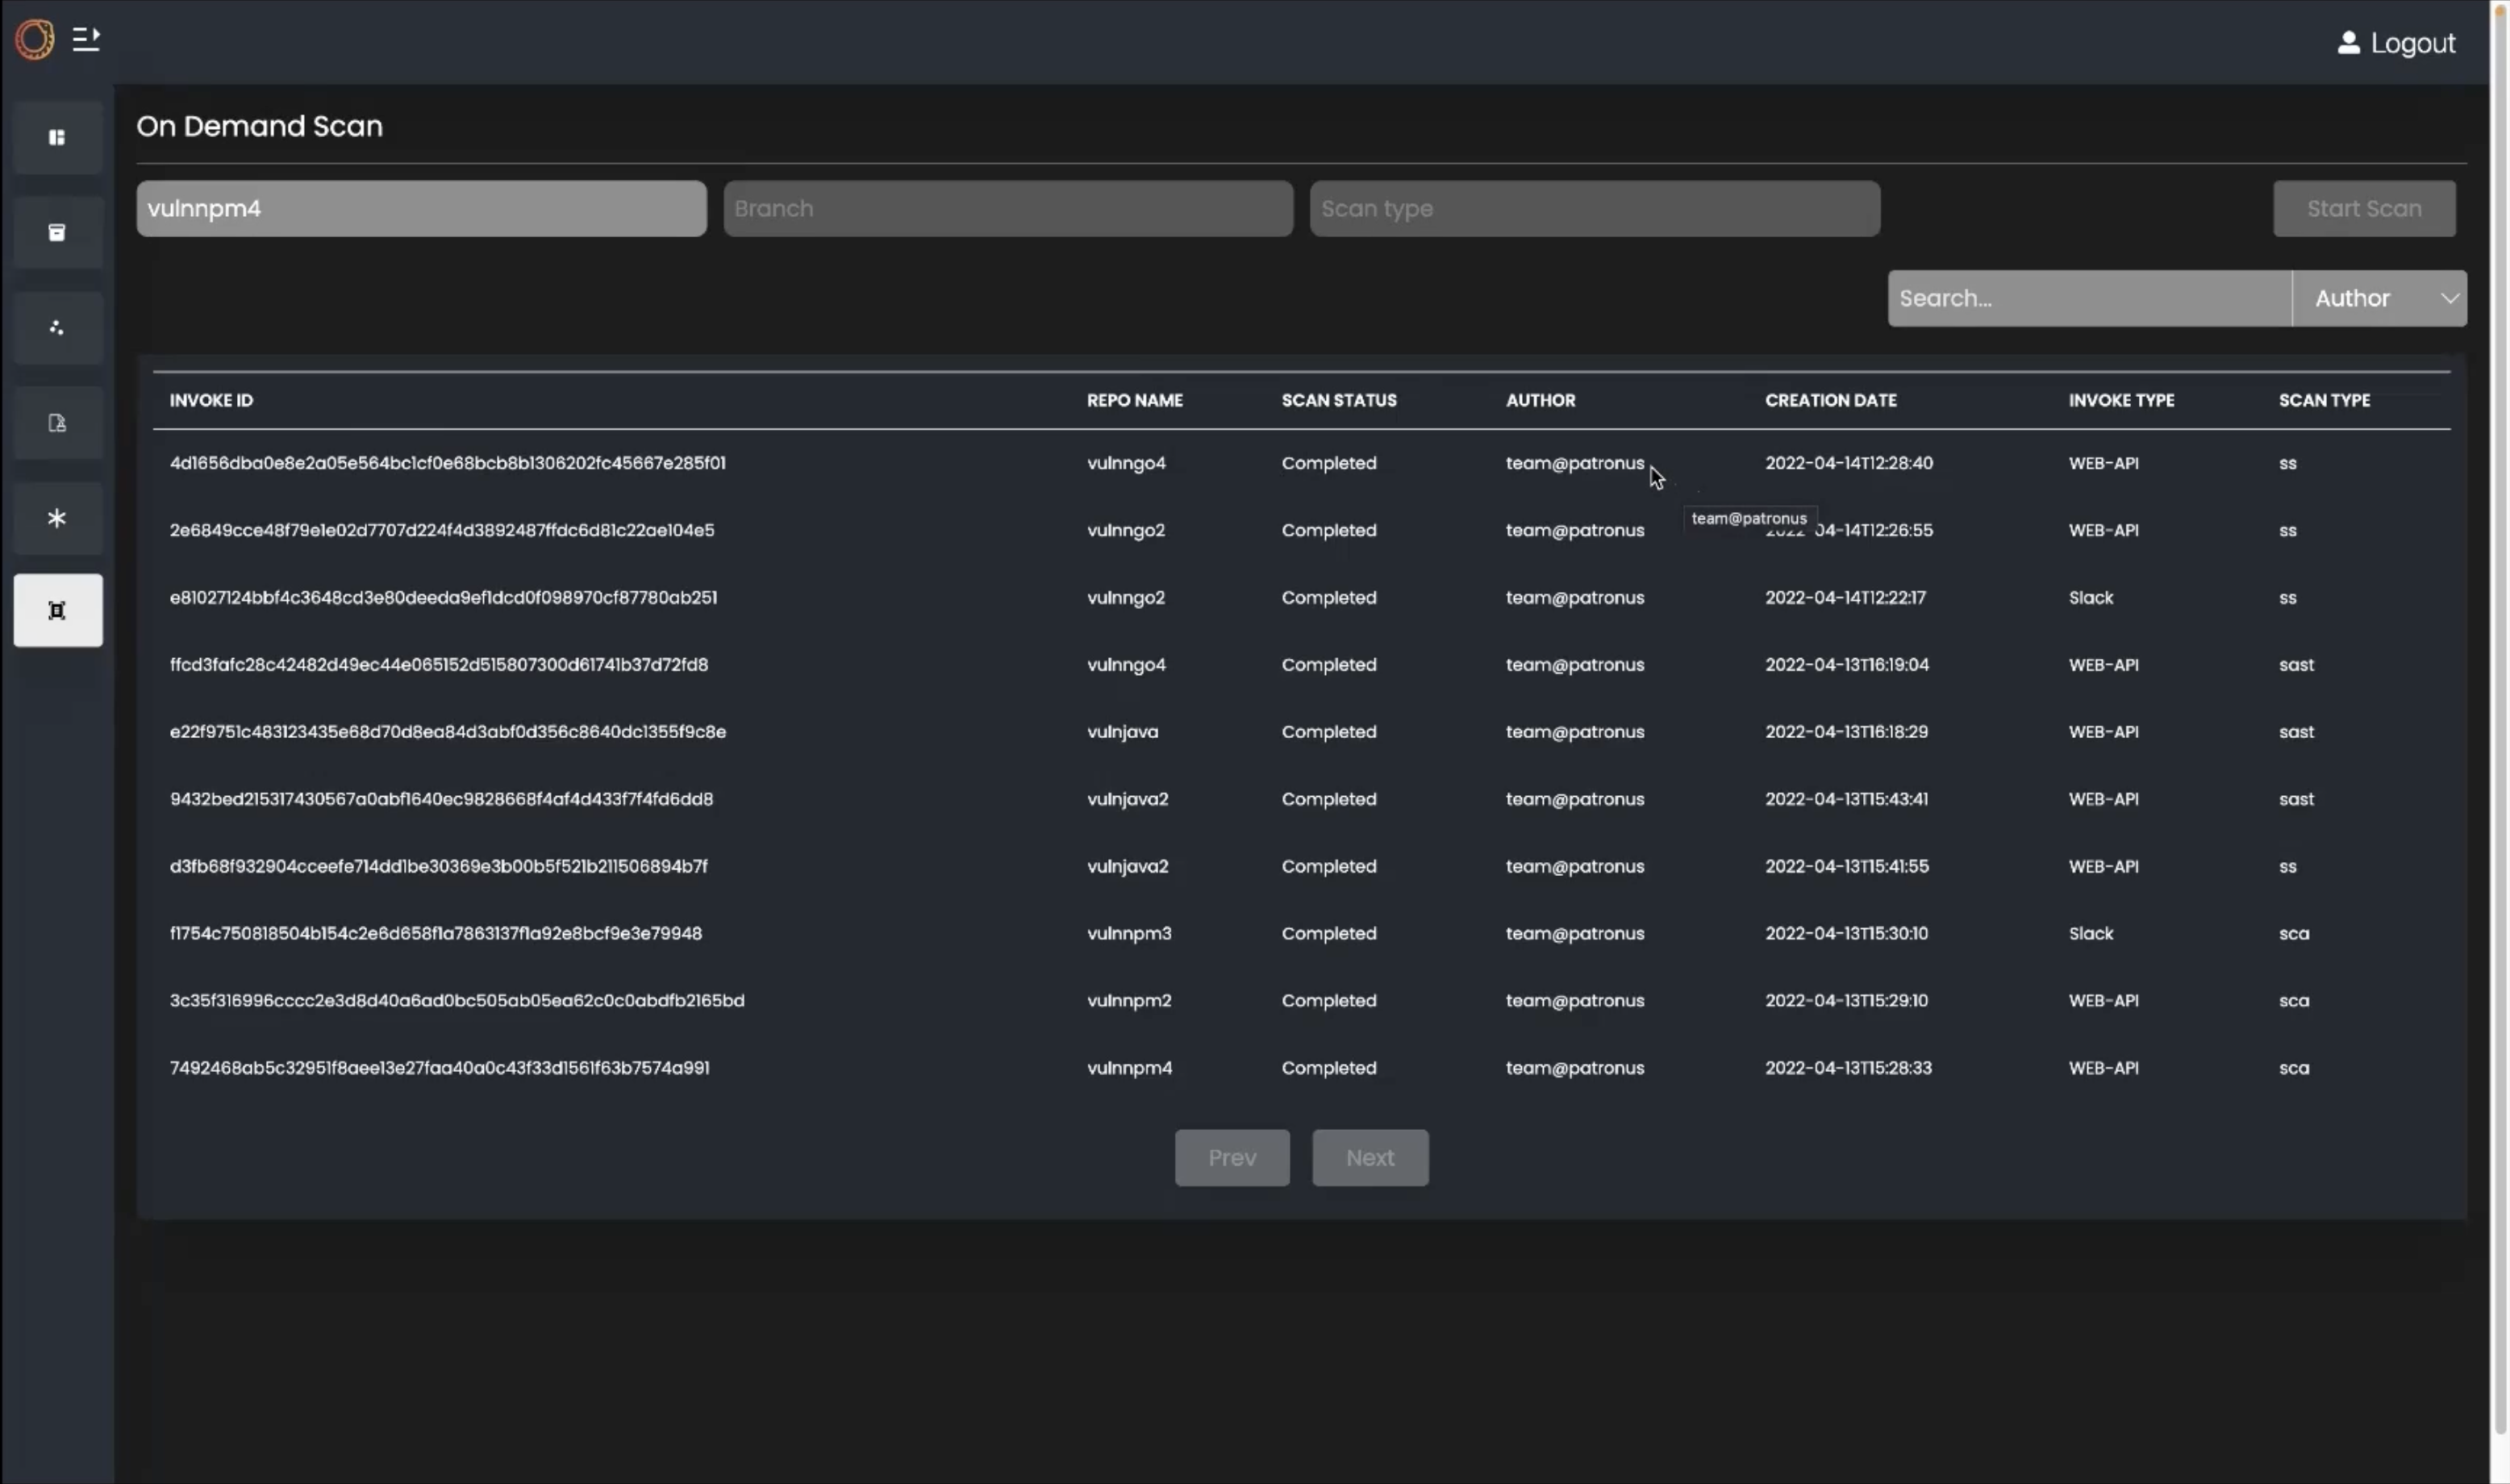 Logout
On Demand Scan
vulnnpm4 Branch Scan type Start Scan
Search... Author
INVOKE ID REPO NAME SCAN STATUS AUTHOR CREATION DATE INVOKE TYPE SCAN TYPE
4d1656dba0e8e2a05e564bc1cf0e68bcb8b1306202fc45667e285f01 vulnngo4 Completed team@patronus 2022-04-14T12:28:40 WEB-API ss
team@patronus
2e6849cce48f79e1e02d7707d224f4d3892487ffdc6d81c22ae104e5 vulnngo2 Completed team@patronus 2022-04-14T12:26:55 WEB-API ss
e81027124bbf4c3648cd3e80deeda9ef1dcd0f098970cf87780ab251 vulnngo2 Completed team@patronus 2022-04-14T12:22:17 Slack ss
ffcd3fafc28c42482d49ec44e065152d515807300d61741b37d72fd8 vulnngo4 Completed team@patronus 2022-04-13T16:19:04 WEB-API sast
e22f9751c483123435e68d70d8ea84d3abf0d356c8640dc1355f9c8e vulnjava Completed team@patronus 2022-04-13T16:18:29 WEB-API sast
9432bed215317430567a0abf1640ec9828668f4af4d433f7f4fd6dd8 vulnjava2 Completed team@patronus 2022-04-13T15:43:41 WEB-API sast
d3fb68f932904cceefe714dd1be30369e3b00b5f521b211506894b7f vulnjava2 Completed team@patronus 2022-04-13T15:41:55 WEB-API ss
f1754c750818504b154c2e6d658f1a7863137f1a92e8bcf9e3e79948 vulnnpm3 Completed team@patronus 2022-04-13T15:30:10 Slack sca
3c35f316996cccc2e3d8d40a6ad0bc505ab05ea62c0c0abdfb2165bd vulnnpm2 Completed team@patronus 2022-04-13T15:29:10 WEB-API sca
7492468ab5c32951f8aee13e27faa40a0c43f33d1561f63b7574a991 vulnnpm4 Completed team@patronus 2022-04-13T15:28:33 WEB-API sca
Prev Next